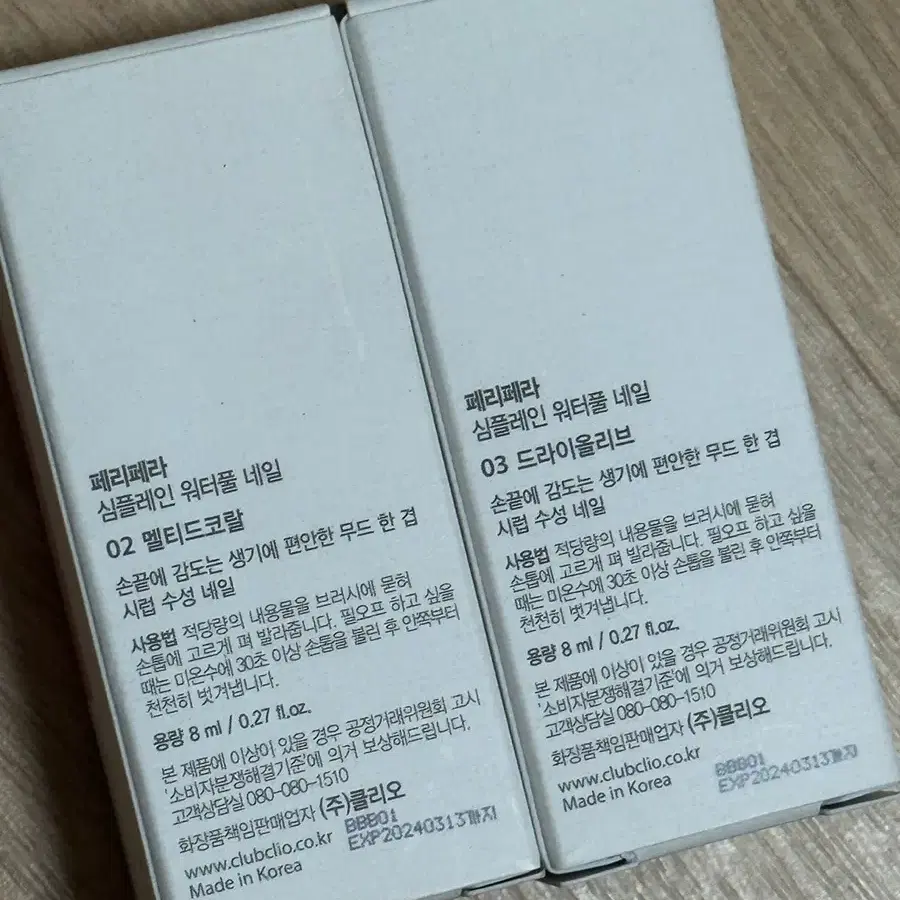 페리페라
심플레인 워터풀 네일
02 멜티드코랄
손끝에 감도는 생기에 편안한 무드 한 겹
시럽 수성 네일
사용법 적당량의 내용물을 브러시에 묻혀
손톱에 고르게 펴 발라줍니다. 필오프 하고 싶을
때는 미온수에 30초 이상 손톱을 불린 후 안쪽부터
천천히 벗겨냅니다.
용량 8 ml / 0.27 fl.oz.
본 제품에 이상이 있을 경우 공정거래위원회 고시
'소비자분쟁해결기준'에 의거 보상해드립니다.
고객상담실 080-080-1510
화장품책임판매업자 (주)클리오
www.clubclio.co.kr
Made in Korea
BBB01
EXP20240313까지
페리페라
심플레인 워터풀 네일
03 드라이올리브
손끝에 감도는 생기에 편안한 무드 한 겹
시럽 수성 네일
사용법 적당량의 내용물을 브러시에 묻혀
손톱에 고르게 펴 발라줍니다. 필오프 하고 싶을
때는 미온수에 30초 이상 손톱을 불린 후 안쪽부터
천천히 벗겨냅니다.
용량 8 ml / 0.27 fl.oz.
본 제품에 이상이 있을 경우 공정거래위원회 고시
'소비자분쟁해결기준'에 의거 보상해드립니다.
고객상담실 080-080-1510
화장품책임판매업자 (주)클리오
www.clubclio.co.kr
Made in Korea
BBB01
EXP20240313까지